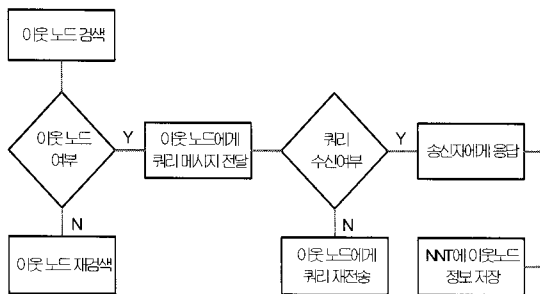 이웃 노드 검색
이웃 노드
여부
Y
이웃 노드에게
쿼리 메시지 전달
쿼리
수신여부
Y
송신자에게 응답
N
이웃 노드 재검색
N
이웃 노드에게
쿼리 재전송
NNT에 이웃노드
정보 저장